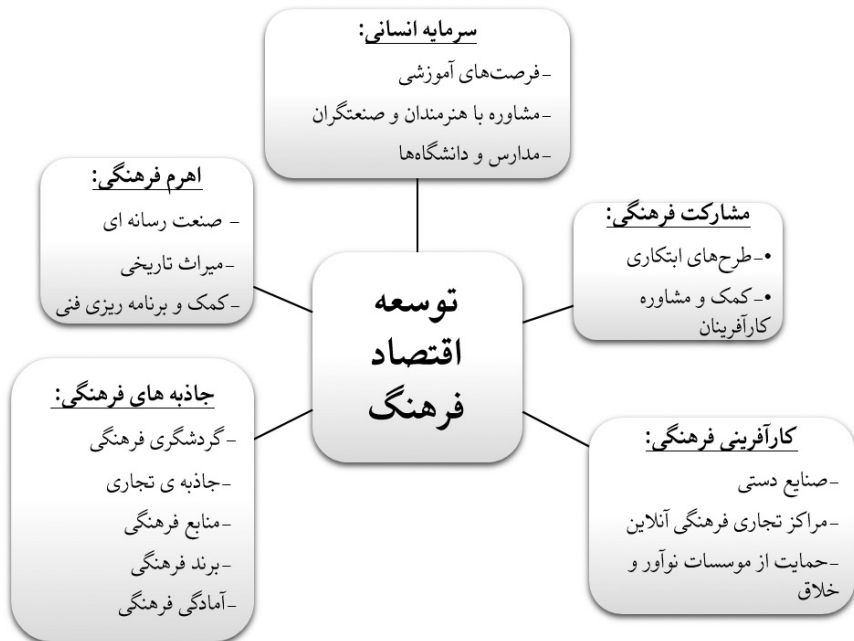 سرمایه انسانی:
-فرصت‌های آموزشی
-مشاوره با هنرمندان و صنعتگران
-مدارس و دانشگاه‌ها
مشارکت فرهنگی:
•-طرح‌های ابتکاری
•-کمک و مشاوره
کارآفرینان
اهرم فرهنگی:
- صنعت رسانه ای
-میراث تاریخی
-کمک و برنامه ریزی فنی
توسعه
اقتصاد
فرهنگ
کارآفرینی فرهنگی:
-صنایع دستی
-مراکز تجاری فرهنگی آنلاین
-حمایت از موسسات نوآور و
خلاق
جاذبه های فرهنگی:
-گردشگری فرهنگی
-جاذبه ی تجاری
-منابع فرهنگی
-برند فرهنگی
-آمادگی فرهنگی